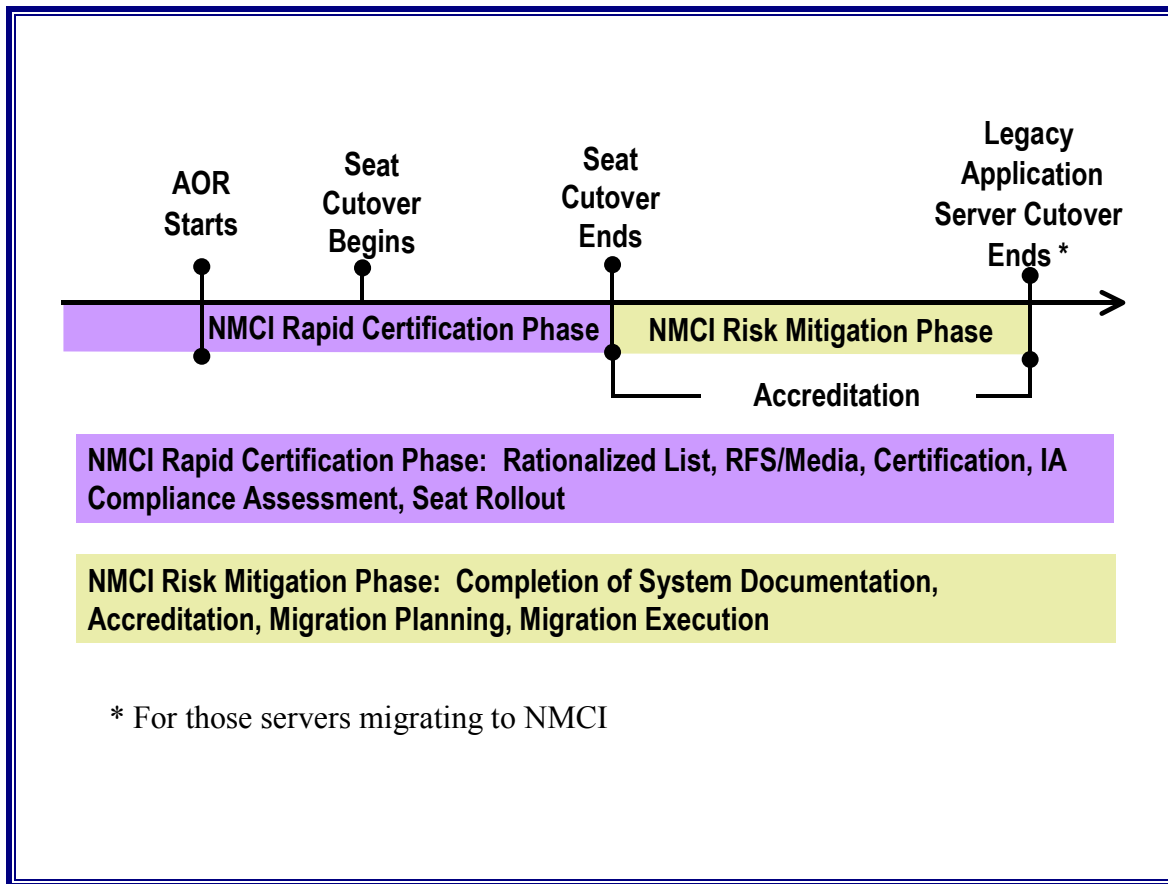 AOR
Starts
Seat
Cutover
Begins
Seat
Cutover
Ends
Legacy
Application
Server Cutover
Ends *
NMCI Rapid Certification Phase
NMCI Risk Mitigation Phase
Accreditation
NMCI Rapid Certification Phase:  Rationalized List, RFS/Media, Certification, IA
Compliance Assessment, Seat Rollout
NMCI Risk Mitigation Phase:  Completion of System Documentation,
Accreditation, Migration Planning, Migration Execution
* For those servers migrating to NMCI